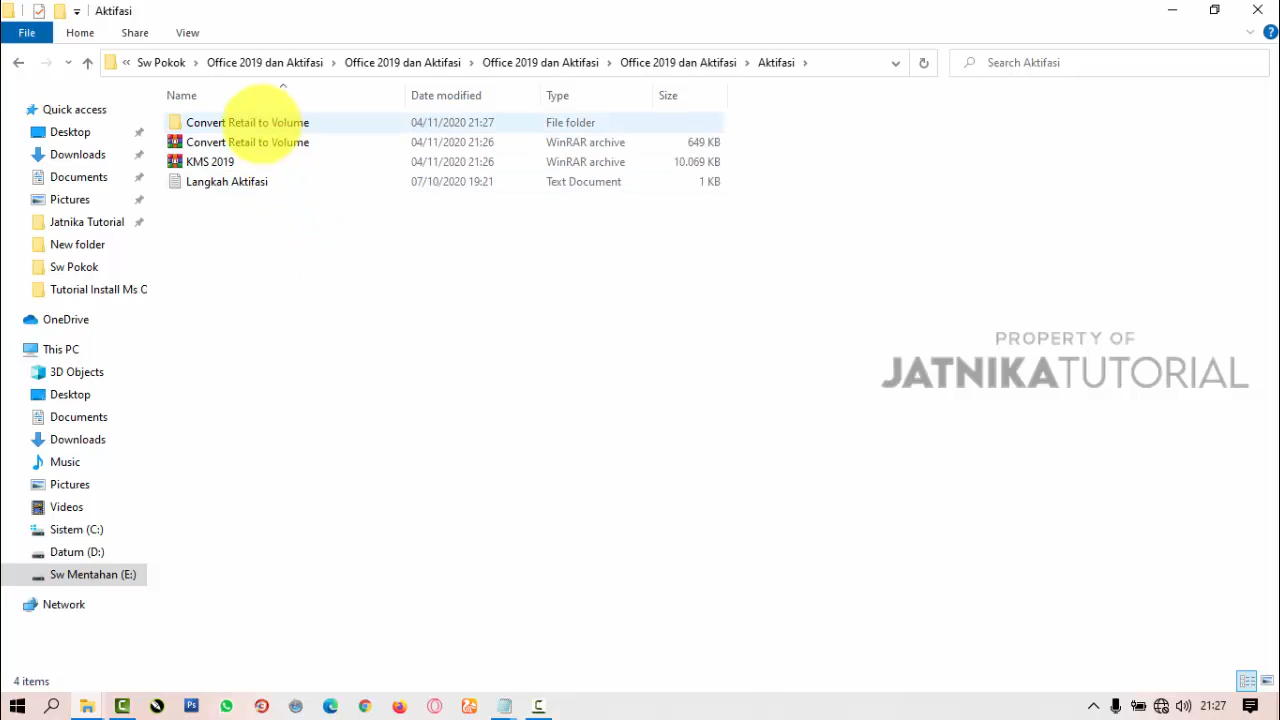 Aktifasi
File
Home
Share
View
Sw Pokok
Office 2019 dan Aktifasi
Office 2019 dan Aktifasi
Office 2019 dan Aktifasi
Office 2019 dan Aktifasi
Aktifasi
Search Aktifasi
Name
Date modified
Type
Size
Quick access
Desktop
Downloads
Documents
Pictures
Jatnika Tutorial
New folder
Sw Pokok
Tutorial Install Ms O
OneDrive
This PC
3D Objects
Desktop
Documents
Downloads
Music
Pictures
Videos
Sistem (C:)
Datum (D:)
Sw Mentahan (E:)
Network
Convert Retail to Volume 04/11/2020 21:27 File folder
Convert Retail to Volume 04/11/2020 21:26 WinRAR archive 649 KB
KMS 2019 04/11/2020 21:26 WinRAR archive 10.069 KB
Langkah Aktifasi 07/10/2020 19:21 Text Document 1 KB
PROPERTY OF
JATNIKATUTORIAL
4 items
Ps
21:27